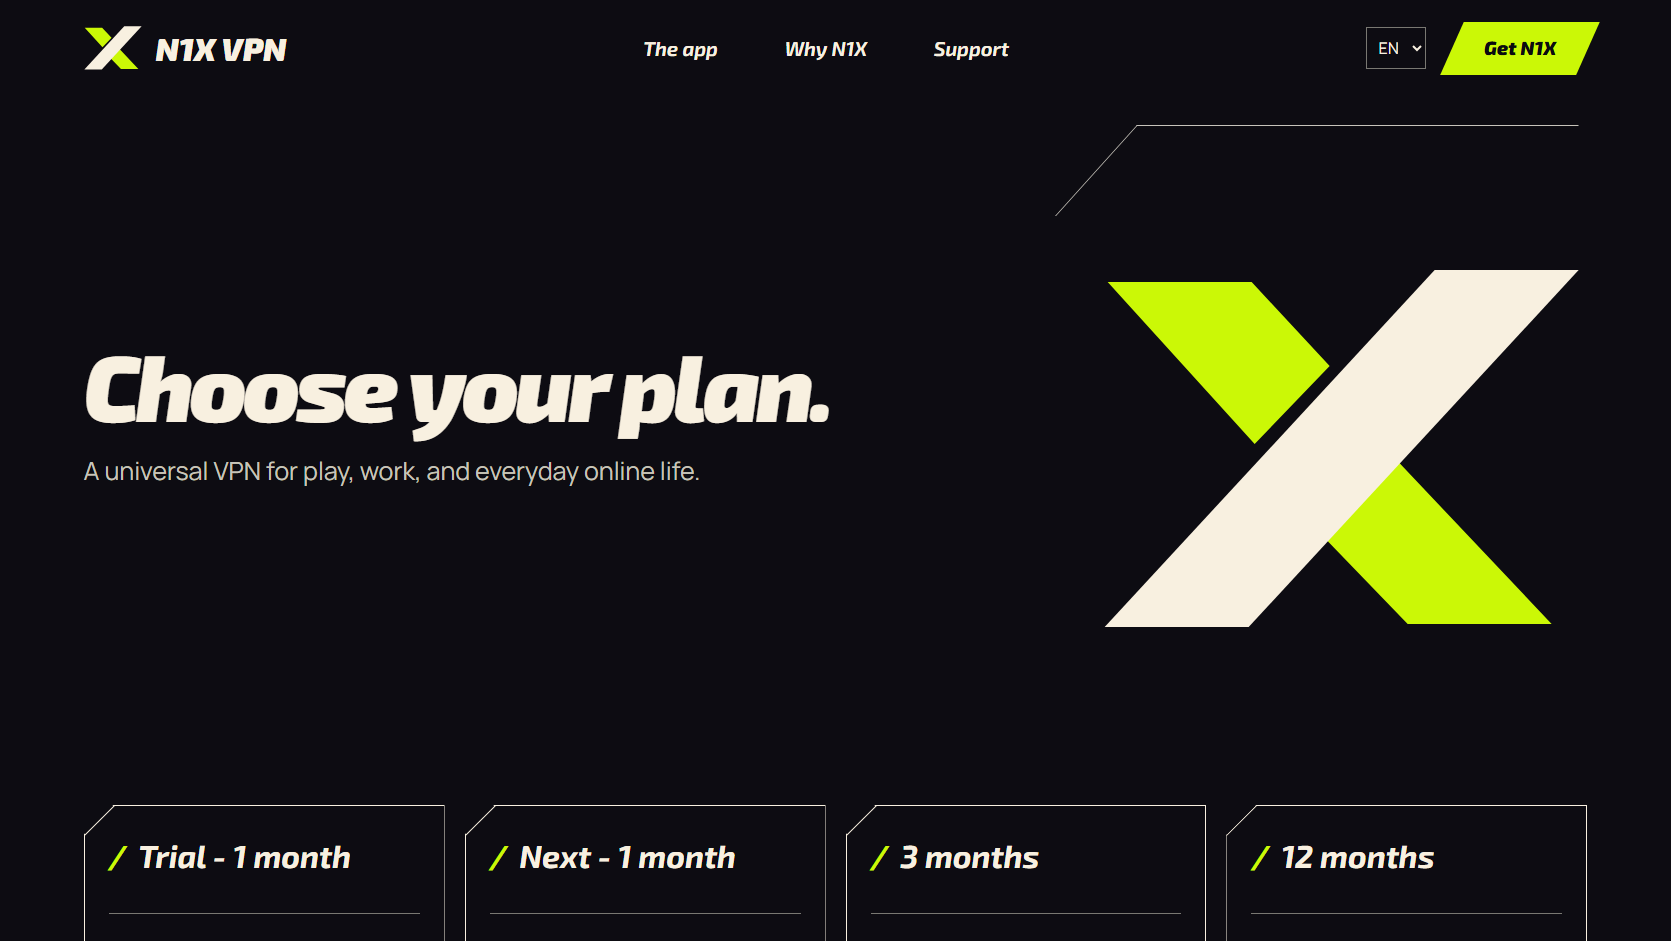 N1X VPN
The app
Why N1X
Support
EN
Get N1X
Choose your plan.
A universal VPN for play, work, and everyday online life.
/ Trial - 1 month
/ Next - 1 month
/ 3 months
/ 12 months